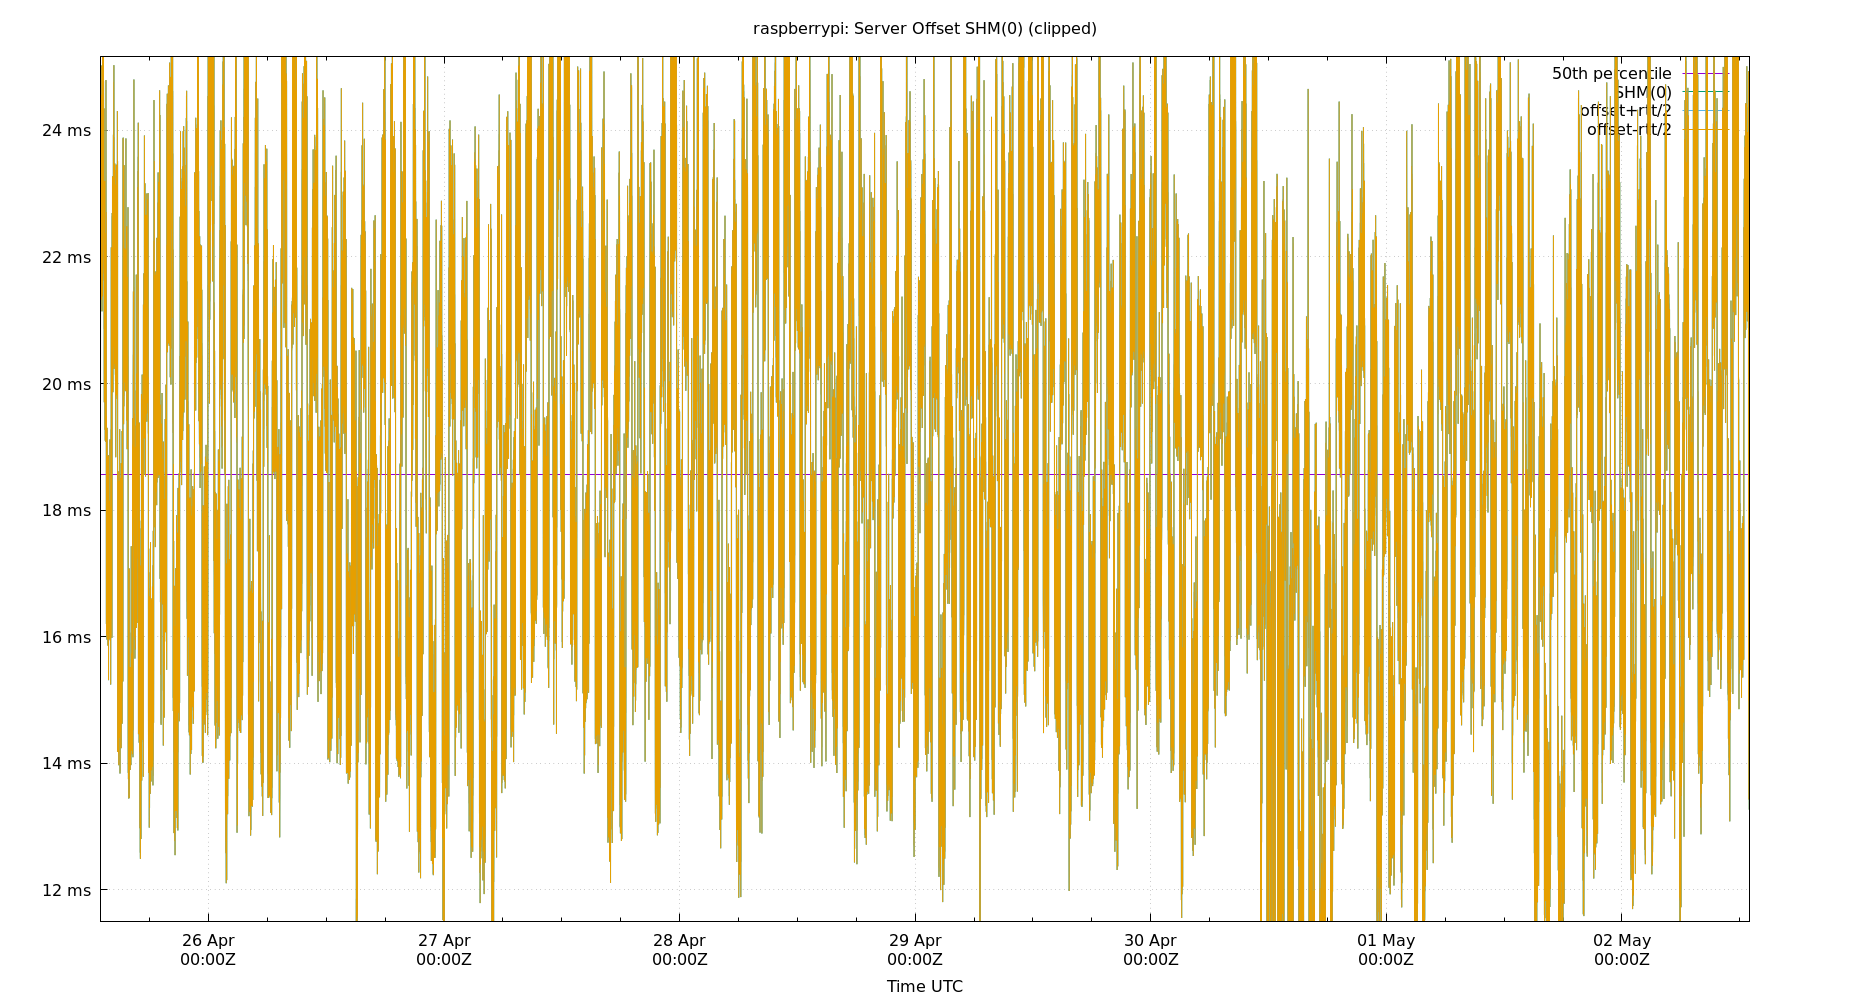 raspberrypi: Server Offset SHM(0) (clipped)
50th percentile
SHM(0)
offset+rtt/2
offset-rtt/2
24 ms
22 ms
20 ms
18 ms
16 ms
14 ms
12 ms
26 Apr 27 Apr 28 Apr 29 Apr 30 Apr 01 May 02 May
00:00Z 00:00Z 00:00Z 00:00Z 00:00Z 00:00Z 00:00Z
Time UTC